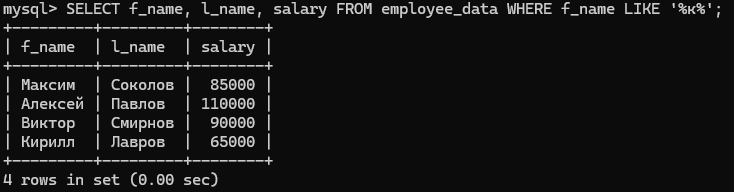 mysql> SELECT f_name, l_name, salary FROM employee_data WHERE f_name LIKE '%к%';
+---------+---------+--------+
| f_name  | l_name  | salary |
+---------+---------+--------+
| Максим  | Соколов |  85000 |
| Алексей | Павлов  | 110000 |
| Виктор  | Смирнов |  90000 |
| Кирилл  | Лавров  |  65000 |
+---------+---------+--------+
4 rows in set (0.00 sec)